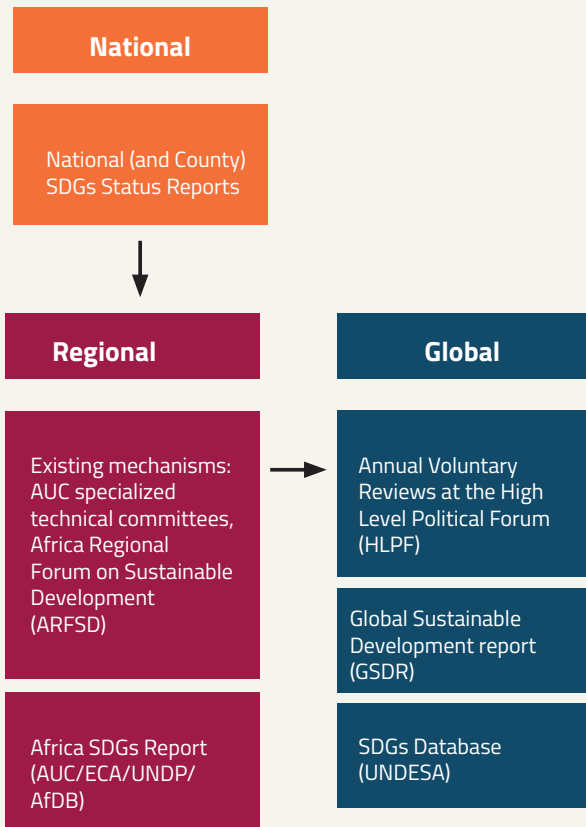 National
National (and County)
SDGs Status Reports
Regional
Existing mechanisms:
AUC specialized
technical committees,
Africa Regional
Forum on Sustainable
Development
(ARFSD)
Africa SDGs Report
(AUC/ECA/UNDP/
AfDB)
Global
Annual Voluntary
Reviews at the High
Level Political Forum
(HLPF)
Global Sustainable
Development report
(GSDR)
SDGs Database
(UNDESA)